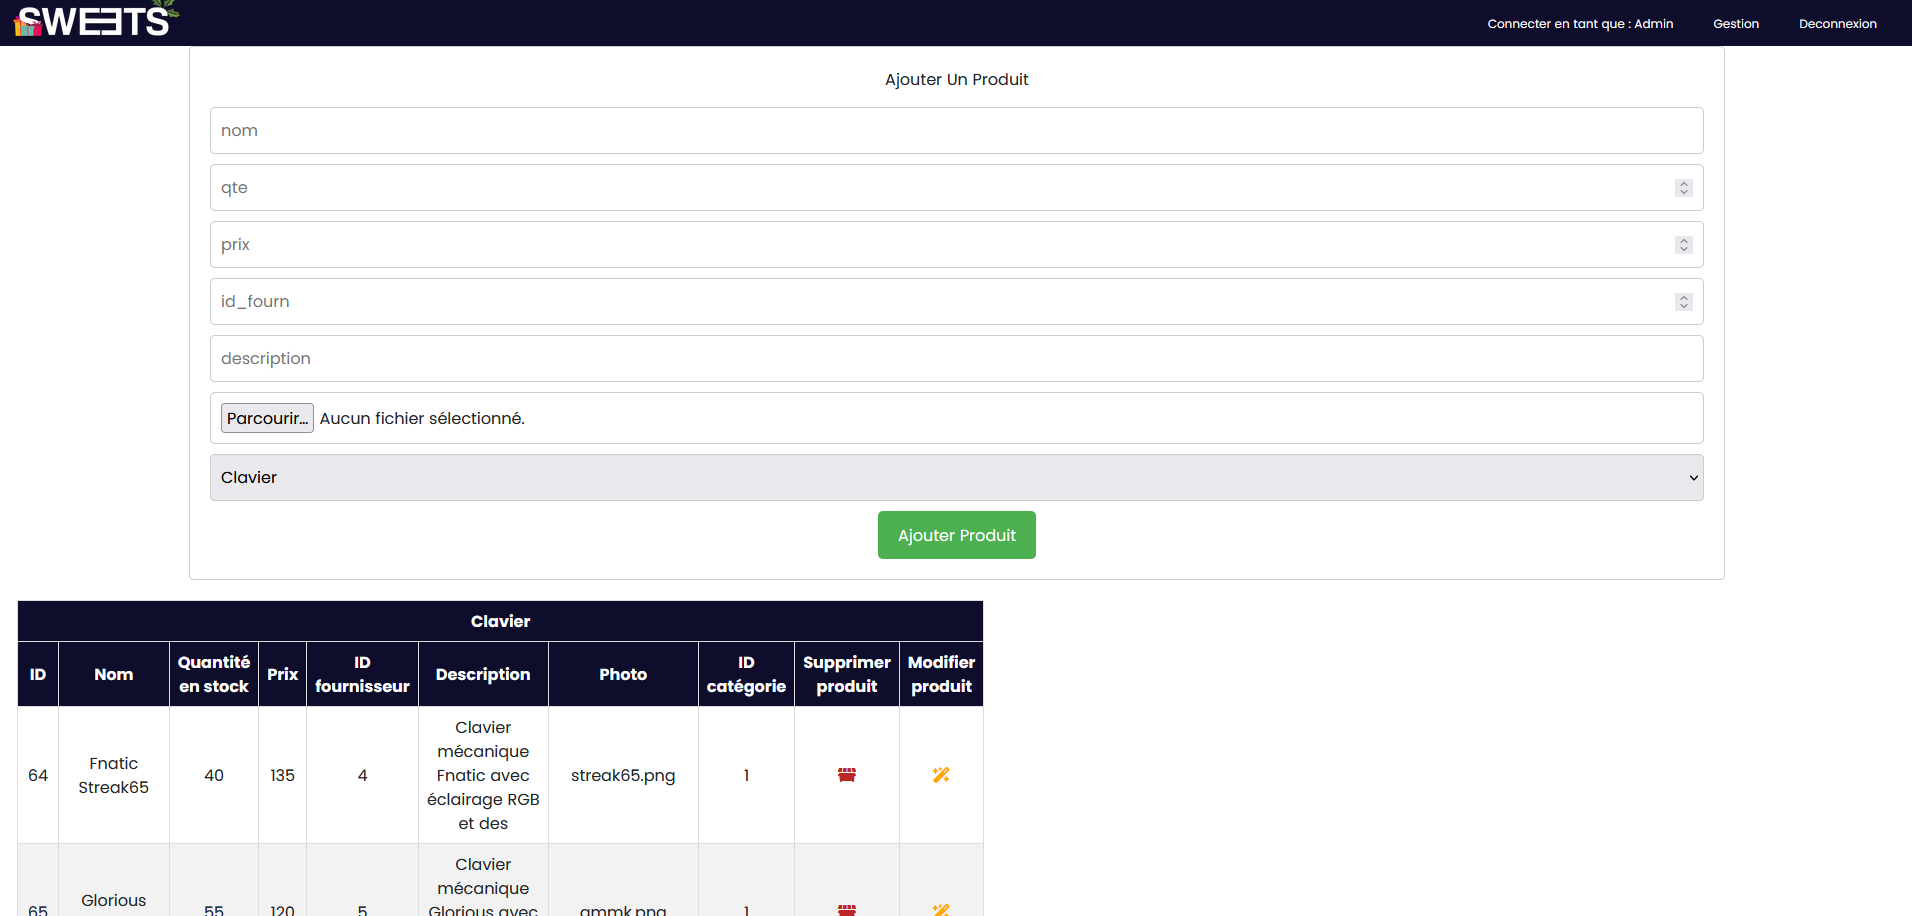 SWEETS
Connecter en tant que : Admin
Gestion
Deconnexion
Ajouter Un Produit
nom
qte
prix
id_fourn
description
Parcourir... Aucun fichier sélectionné.
Clavier
Ajouter Produit
Clavier
ID
Nom
Quantité
en stock
Prix
ID
fournisseur
Description
Photo
ID
catégorie
Supprimer
produit
Modifier
produit
64
Fnatic
Streak65
40
135
4
Clavier
mécanique
Fnatic avec
éclairage RGB
et des
streak65.png
1
65
Glorious
55
120
5
Clavier
mécanique
Glorious avec
gmmk.png
1